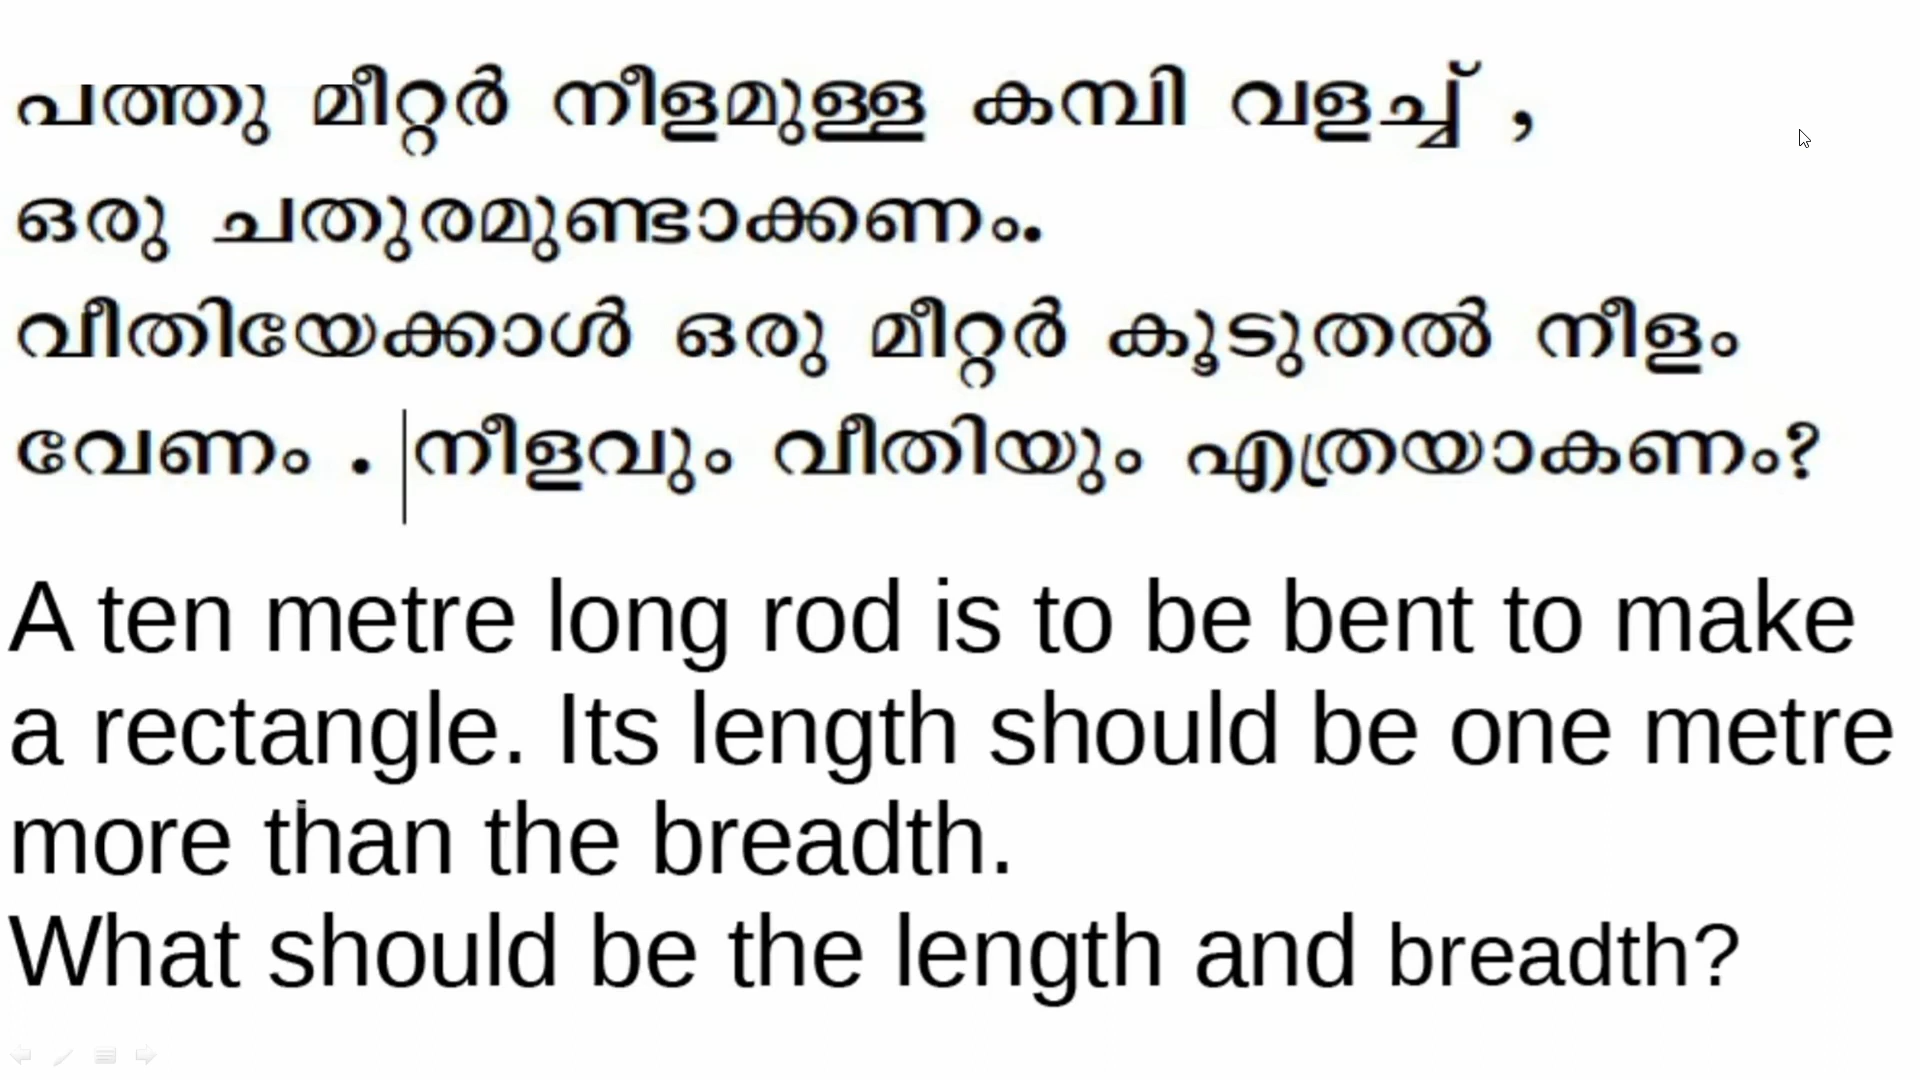 പത്തു മീറ്റർ നീളമുള്ള കമ്പി വളച്ച് ,
ഒരു ചതുരമുണ്ടാക്കണം.
വീതിയേക്കാൾ ഒരു മീറ്റർ കൂടുതൽ നീളം
വേണം . നീളവും വീതിയും എത്രയാകണം?
A ten metre long rod is to be bent to make
a rectangle. Its length should be one metre
more than the breadth.
What should be the length and breadth?